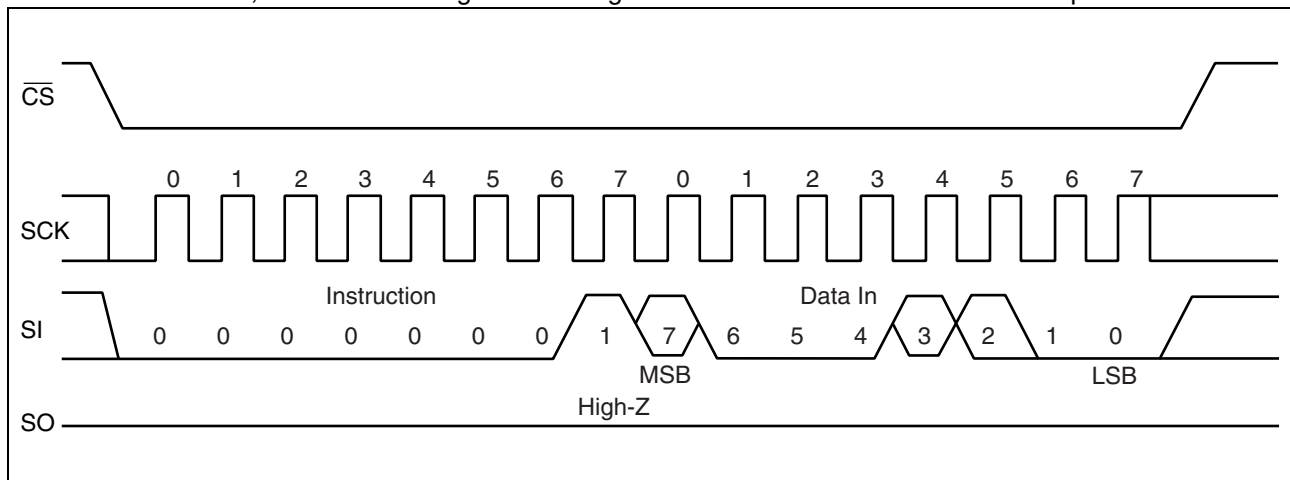 CS
0 1 2 3 4 5 6 7 0 1 2 3 4 5 6 7
SCK
Instruction Data In
SI 0 0 0 0 0 0 0 1 7 6 5 4 3 2 1 0
MSB LSB
High-Z
SO